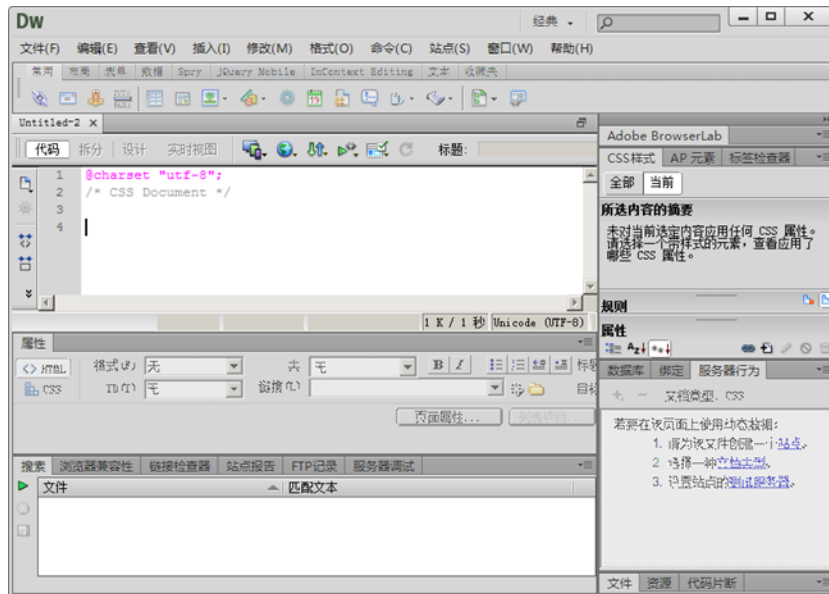 Dw 经典
文件(F) 编辑(E) 查看(V) 插入(I) 修改(M) 格式(O) 命令(C) 站点(S) 窗口(W) 帮助(H)
常用 布局 表单 数据 Spry jQuery Mobile InContext Editing 文本 收藏夹
Untitled-2 ×
代码 拆分 设计 实时视图 标题:
1 @charset "utf-8";
2 /* CSS Document */
3
4
1 K / 1 秒 Unicode (UTF-8)
属性
<> HTML 格式(F) 无 类 无 B I 标题
CSS ID(I) 无 链接(L) 目标
页面属性... 列表项目...
搜索 浏览器兼容性 链接检查器 站点报告 FTP记录 服务器调试
文件 匹配文本
Adobe BrowserLab
CSS样式 AP 元素 标签检查器
全部 当前
所选内容的摘要
未对当前选定内容应用任何 CSS 属性。
请选择一个带样式的元素，查看应用了
哪些 CSS 属性。
规则
属性
数据库 绑定 服务器行为
文档类型: CSS
若要在该页面上使用动态数据:
1. 请为该文件创建一个站点。
2. 选择一种文档类型。
3. 设置站点的测试服务器。
文件 资源 代码片断